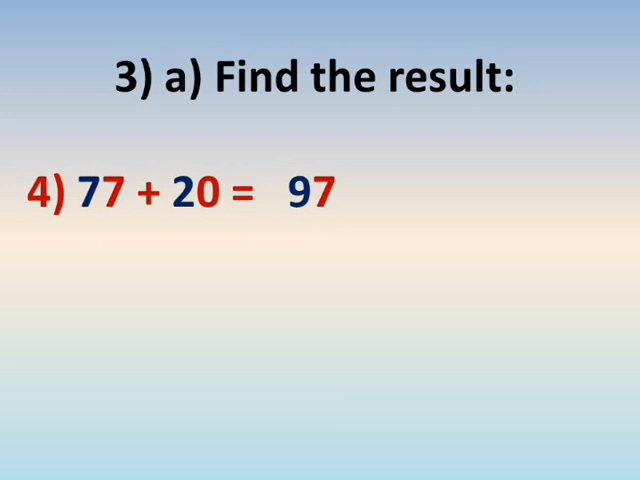 3) a) Find the result:
4) 77 + 20 = 97